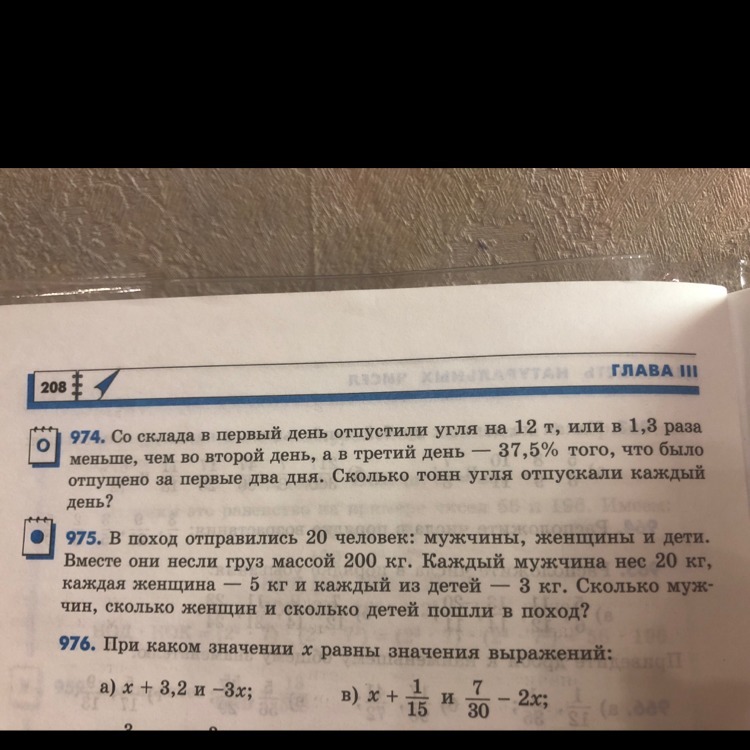 208
ГЛАВА III
974. Со склада в первый день отпустили угля на 12 т, или в 1,3 раза
меньше, чем во второй день, а в третий день — 37,5% того, что было
отпущено за первые два дня. Сколько тонн угля отпускали каждый
день?
975. В поход отправились 20 человек: мужчины, женщины и дети.
Вместе они несли груз массой 200 кг. Каждый мужчина нес 20 кг,
каждая женщина — 5 кг и каждый из детей — 3 кг. Сколько муж-
чин, сколько женщин и сколько детей пошли в поход?
976. При каком значении x равны значения выражений:
а) x + 3,2 и –3x; в) x + 1/15 и 7/30 – 2x;